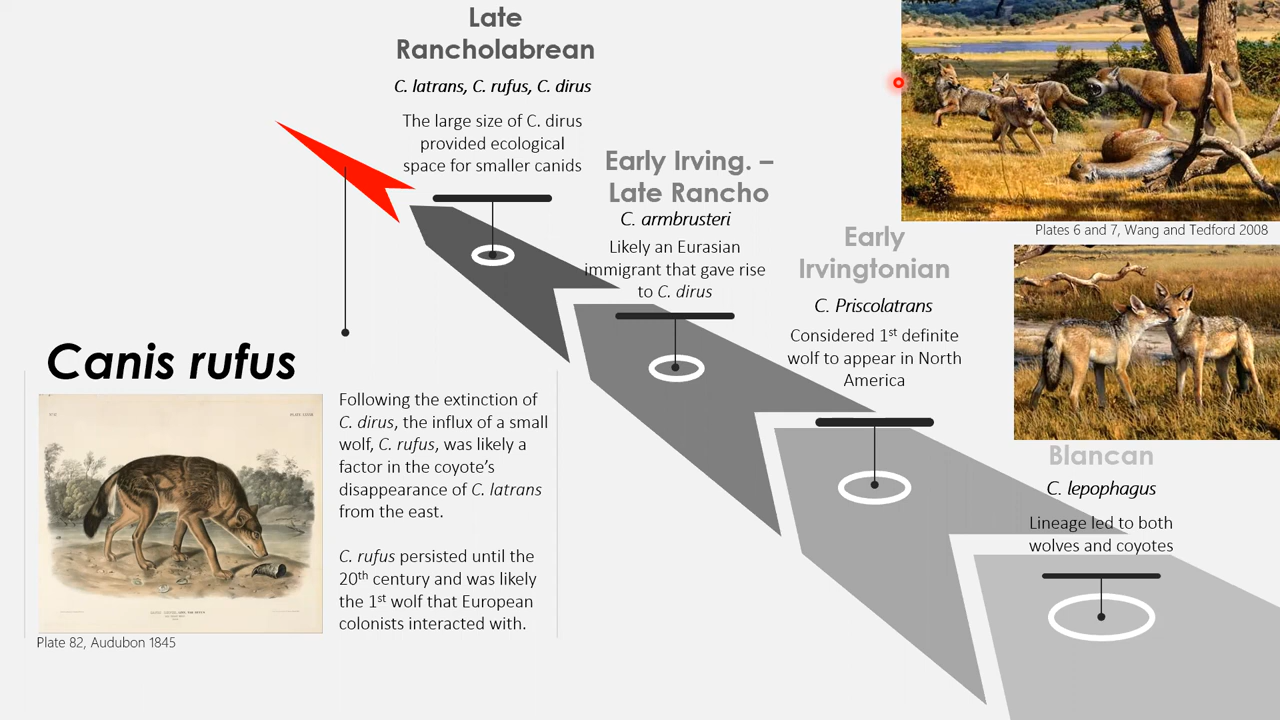 Late
Rancholabrean
C. latrans, C. rufus, C. dirus
The large size of C. dirus
provided ecological
space for smaller canids
Early Irving. –
Late Rancho
C. armbrusteri
Likely an Eurasian
immigrant that gave rise
to C. dirus
Early
Irvingtonian
C. Priscolatrans
Considered 1st definite
wolf to appear in North
America
Plates 6 and 7, Wang and Tedford 2008
Blancan
C. lepophagus
Lineage led to both
wolves and coyotes
Canis rufus
Following the extinction of
C. dirus, the influx of a small
wolf, C. rufus, was likely a
factor in the coyote's
disappearance of C. latrans
from the east.
C. rufus persisted until the
20th century and was likely
the 1st wolf that European
colonists interacted with.
Plate 82, Audubon 1845